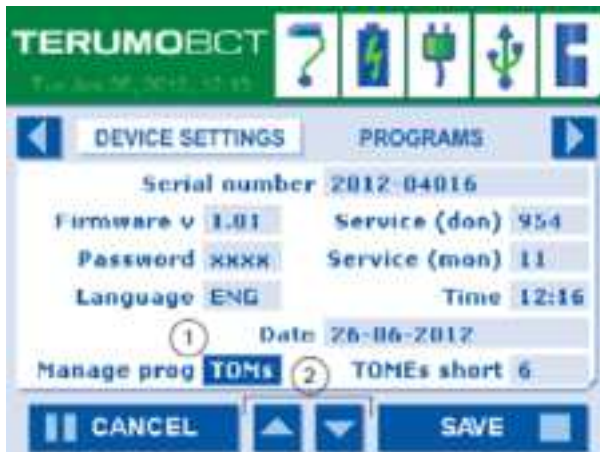 TERUMOBCT
DEVICE SETTINGS PROGRAMS
Serial number 2012-04016
Firmware v 1.01 Service (don) 954
Password xxxx Service (mon) 11
Language ENG Time 12:16
1 Date 26-06-2012
Manage prog TOMs 2 TOMEs short 6
CANCEL SAVE